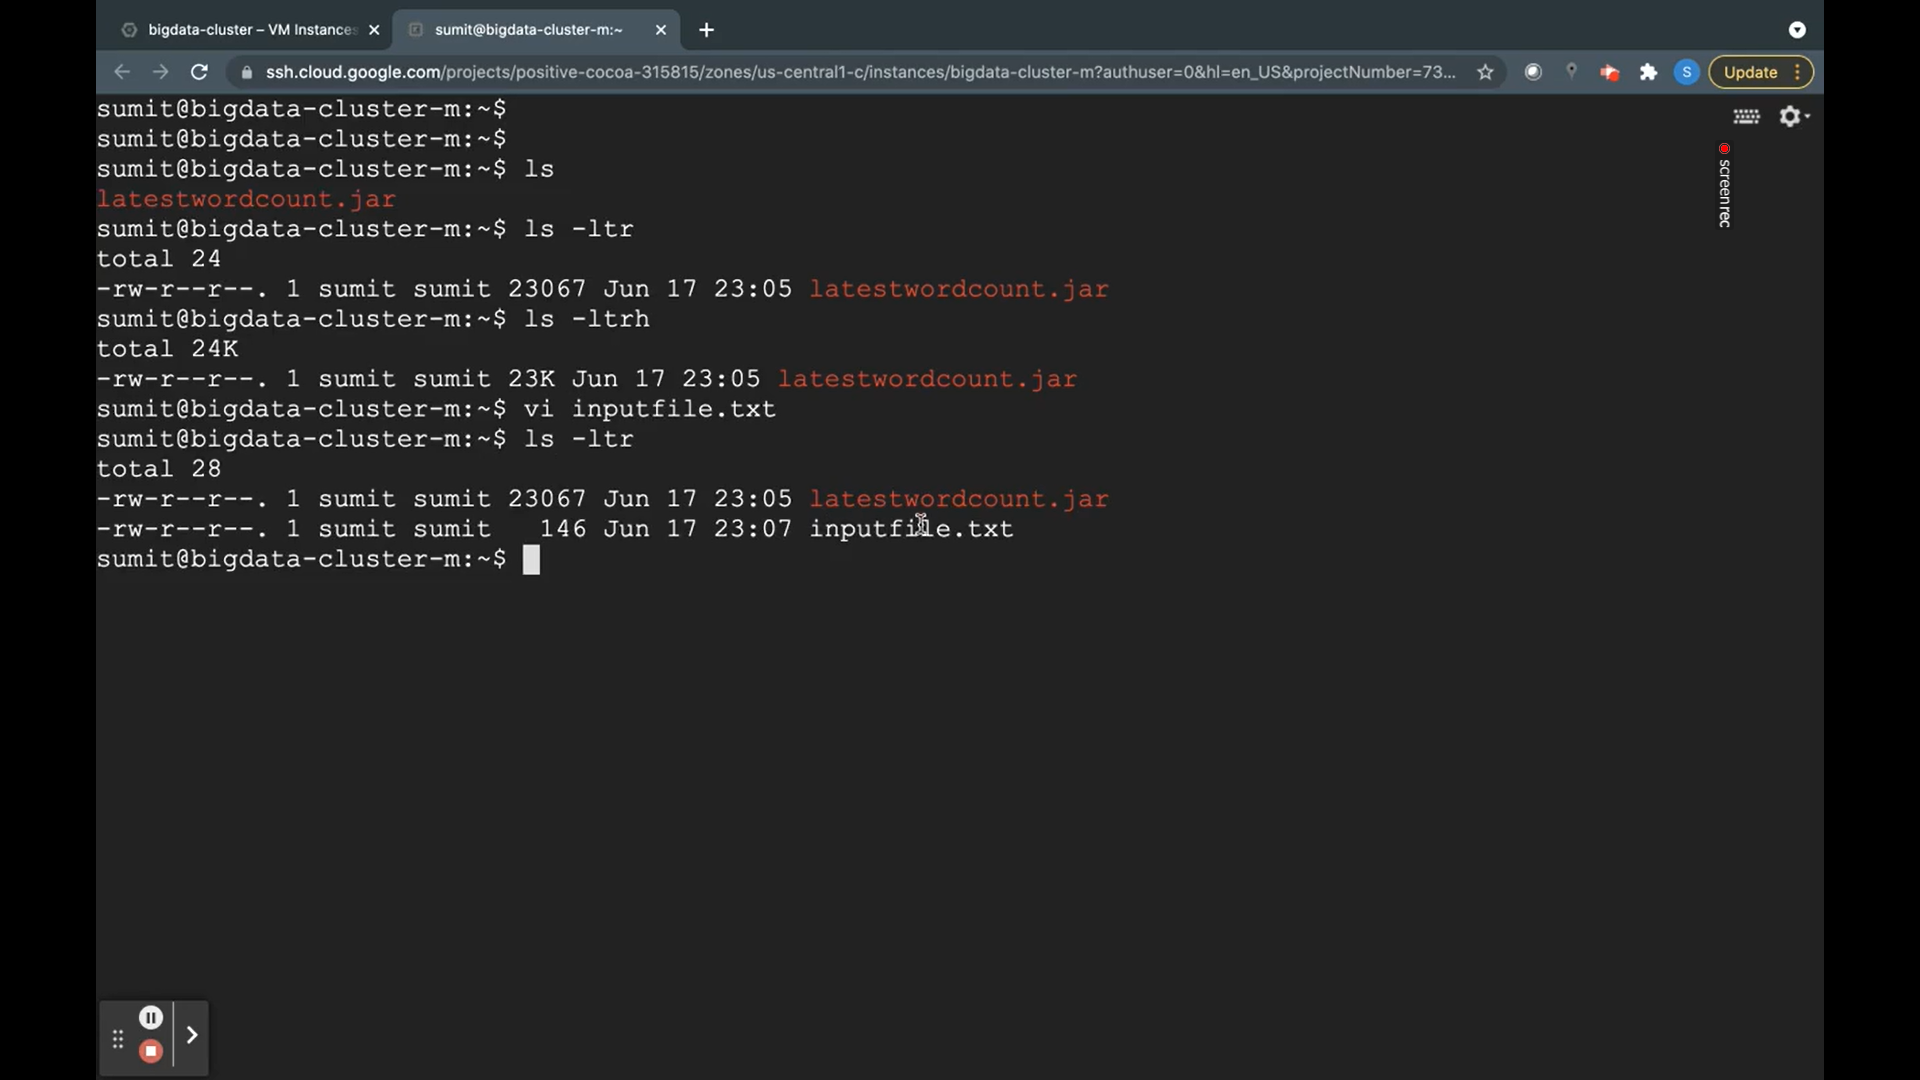 bigdata-cluster – VM Instances
sumit@bigdata-cluster-m:~
ssh.cloud.google.com/projects/positive-cocoa-315815/zones/us-central1-c/instances/bigdata-cluster-m?authuser=0&hl=en_US&projectNumber=73...
S
Update
sumit@bigdata-cluster-m:~$
sumit@bigdata-cluster-m:~$
sumit@bigdata-cluster-m:~$ ls
latestwordcount.jar
sumit@bigdata-cluster-m:~$ ls -ltr
total 24
-rw-r--r--. 1 sumit sumit 23067 Jun 17 23:05 latestwordcount.jar
sumit@bigdata-cluster-m:~$ ls -ltrh
total 24K
-rw-r--r--. 1 sumit sumit 23K Jun 17 23:05 latestwordcount.jar
sumit@bigdata-cluster-m:~$ vi inputfile.txt
sumit@bigdata-cluster-m:~$ ls -ltr
total 28
-rw-r--r--. 1 sumit sumit 23067 Jun 17 23:05 latestwordcount.jar
-rw-r--r--. 1 sumit sumit   146 Jun 17 23:07 inputfile.txt
sumit@bigdata-cluster-m:~$
screenrec